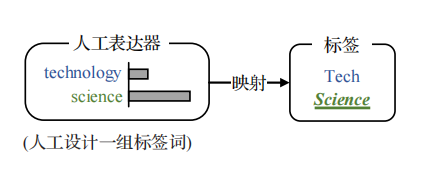 人工表达器
technology
science
映射
标签
Tech
Science
(人工设计一组标签词)